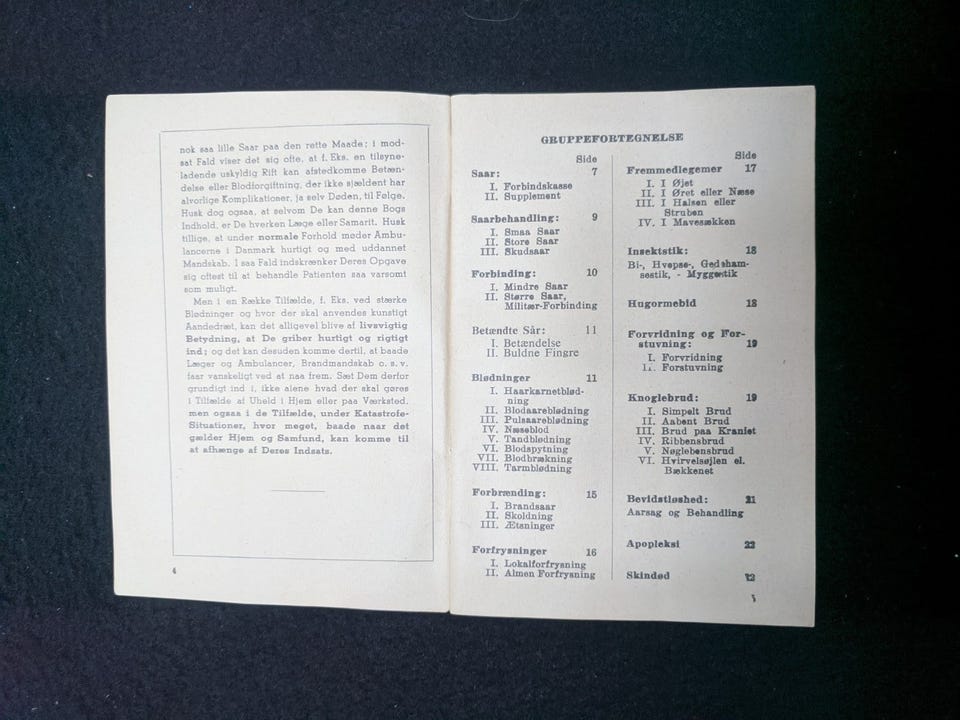 nok saa lille Saar paa den rette Maade; i mod-
sat Fald viser det sig ofte, at f. Eks. en tilsyne-
ladende uskyldig Rift kan afstedkomme Betæn-
delse eller Blodforgiftning, der ikke sjældent har
alvorlige Komplikationer, ja selv Døden, til Følge.
Husk dog ogsaa, at selvom De kan denne Bogs
Indhold, er De hverken Læge eller Samarit. Husk
tillige, at under normale Forhold møder Ambu-
lancerne i Danmark hurtigt og med uddannet
Mandskab. I saa Fald indskrænker Deres Opgave
sig oftest til at behandle Patienten saa varsomt
som muligt.
Men i en Række Tilfælde, f. Eks. ved stærke
Blødninger og hvor der skal anvendes kunstigt
Aandedræt, kan det alligevel blive af livsvigtig
Betydning, at De griber hurtigt og rigtigt
ind; og det kan desuden komme dertil, at baade
Læger og Ambulancer, Brandmandskab o. s. v.
faar vanskeligt ved at naa frem. Sæt Dem derfor
grundigt ind i, ikke alene hvad der skal gøres
i Tilfælde af Uheld i Hjem eller paa Værksted,
men ogsaa i de Tilfælde, under Katastrofe-
Situationer, hvor meget, baade naar det
gælder Hjem og Samfund, kan komme til
at afhænge af Deres Indsats.
4
GRUPPEFORTEGNELSE
Side
Saar: 7
I. Forbindskasse
II. Supplement
Saarbehandling: 9
I. Smaa Saar
II. Store Saar
III. Skudsaar
Forbinding: 10
I. Mindre Saar
II. Større Saar,
Militær-Forbinding
Betændte Sår: 11
I. Betændelse
II. Buldne Fingre
Blødninger 11
I. Haarkarnetblød-
ning
II. Blodaareblødning
III. Pulsaareblødning
IV. Næseblod
V. Tandblødning
VI. Blodspytning
VII. Blodbrækning
VIII. Tarmblødning
Forbrænding: 15
I. Brandsaar
II. Skoldning
III. Ætsninger
Forfrysninger 16
I. Lokalforfrysning
II. Almen Forfrysning
Side
Fremmedlegemer 17
I. I Øjet
II. I Øret eller Næse
III. I Halsen eller
Struben
IV. I Mavesækken
Insektstik: 18
Bi-, Hvepse-, Gedeham-
sestik, - Myggestik
Hugormebid 18
Forvridning og For-
stuvning: 19
I. Forvridning
II. Forstuvning
Knoglebrud: 19
I. Simpelt Brud
II. Aabent Brud
III. Brud paa Kraniet
IV. Ribbensbrud
V. Nøglebensbrud
VI. Hvirvelsøjlen el.
Bækkenet
Bevidstløshed: 21
Aarsag og Behandling
Apopleksi 22
Skindød